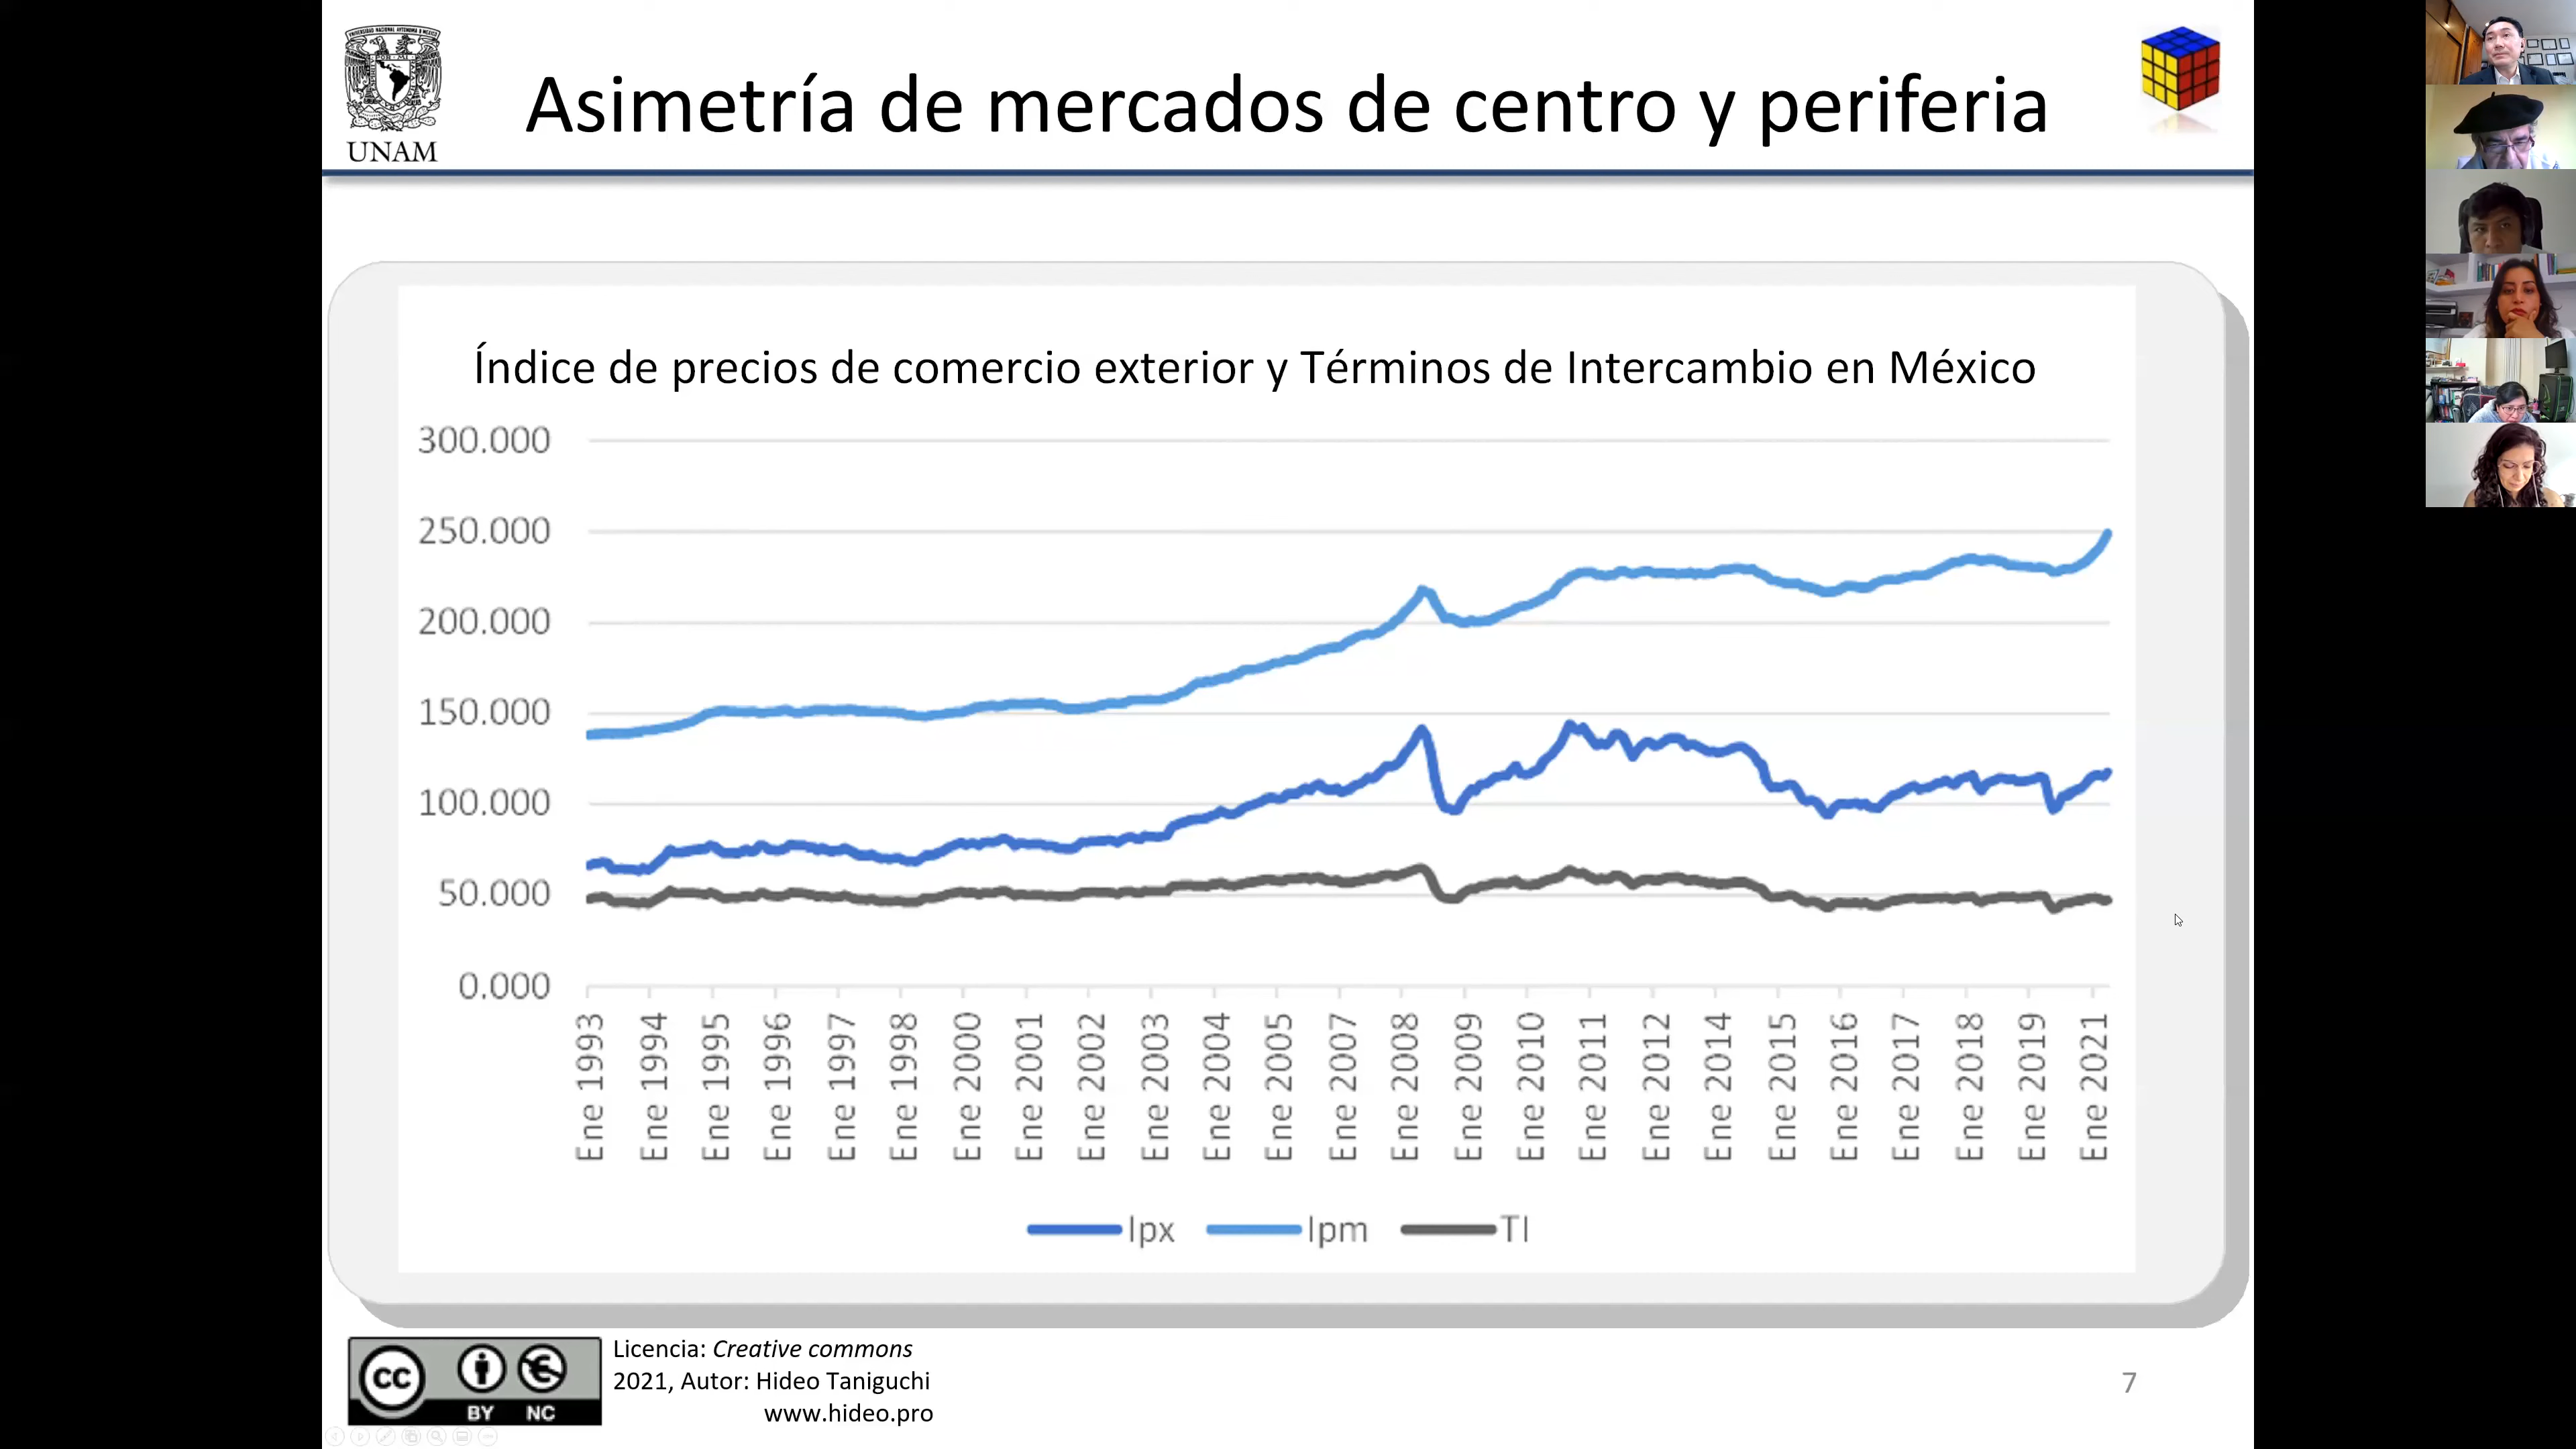 UNIVERSIDAD NACIONAL AUTONOMA D MEXICO
UNAM
Asimetría de mercados de centro y periferia
Índice de precios de comercio exterior y Términos de Intercambio en México
300.000
250.000
200.000
150.000
100.000
50.000
0.000
Ene 1993
Ene 1994
Ene 1995
Ene 1996
Ene 1997
Ene 1998
Ene 2000
Ene 2001
Ene 2002
Ene 2003
Ene 2004
Ene 2005
Ene 2007
Ene 2008
Ene 2009
Ene 2010
Ene 2011
Ene 2012
Ene 2014
Ene 2015
Ene 2016
Ene 2017
Ene 2018
Ene 2019
Ene 2021
Ipx Ipm TI
cc
BY NC
Licencia: Creative commons
2021, Autor: Hideo Taniguchi
www.hideo.pro
7